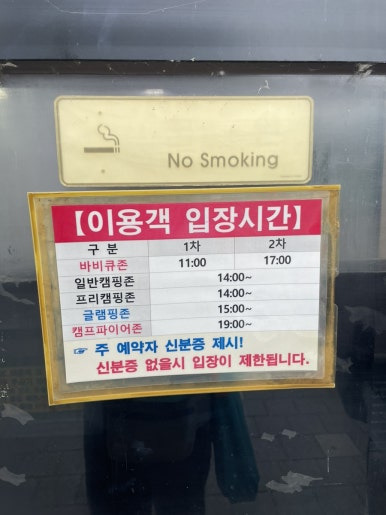 No Smoking
【이용객 입장시간】
구 분 1차 2차
바비큐존 11:00 17:00
일반캠핑존 14:00~
프리캠핑존 14:00~
글램핑존 15:00~
캠프파이어존 19:00~
☞ 주 예약자 신분증 제시!
신분증 없을시 입장이 제한됩니다.